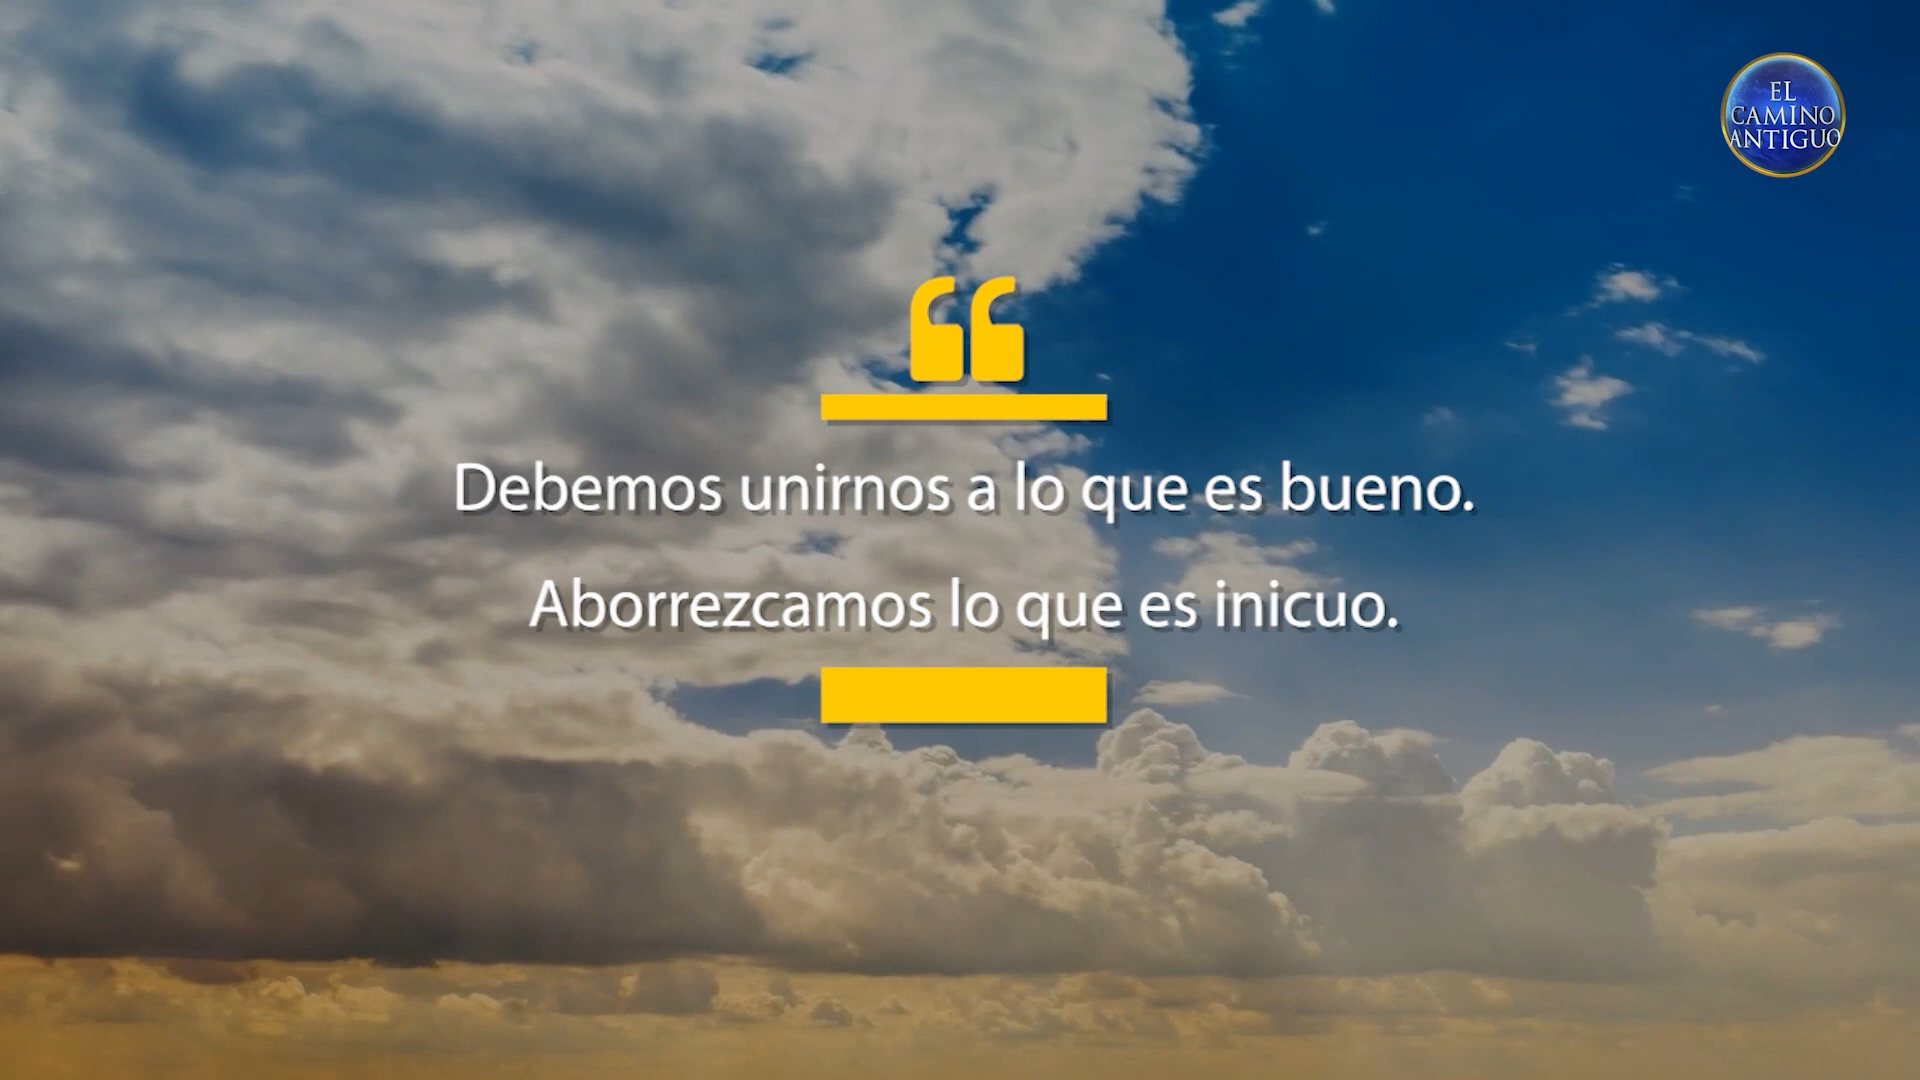 EL
CAMINO
ANTIGUO
“
Debemos unirnos a lo que es bueno.
Aborrezcamos lo que es inicuo.